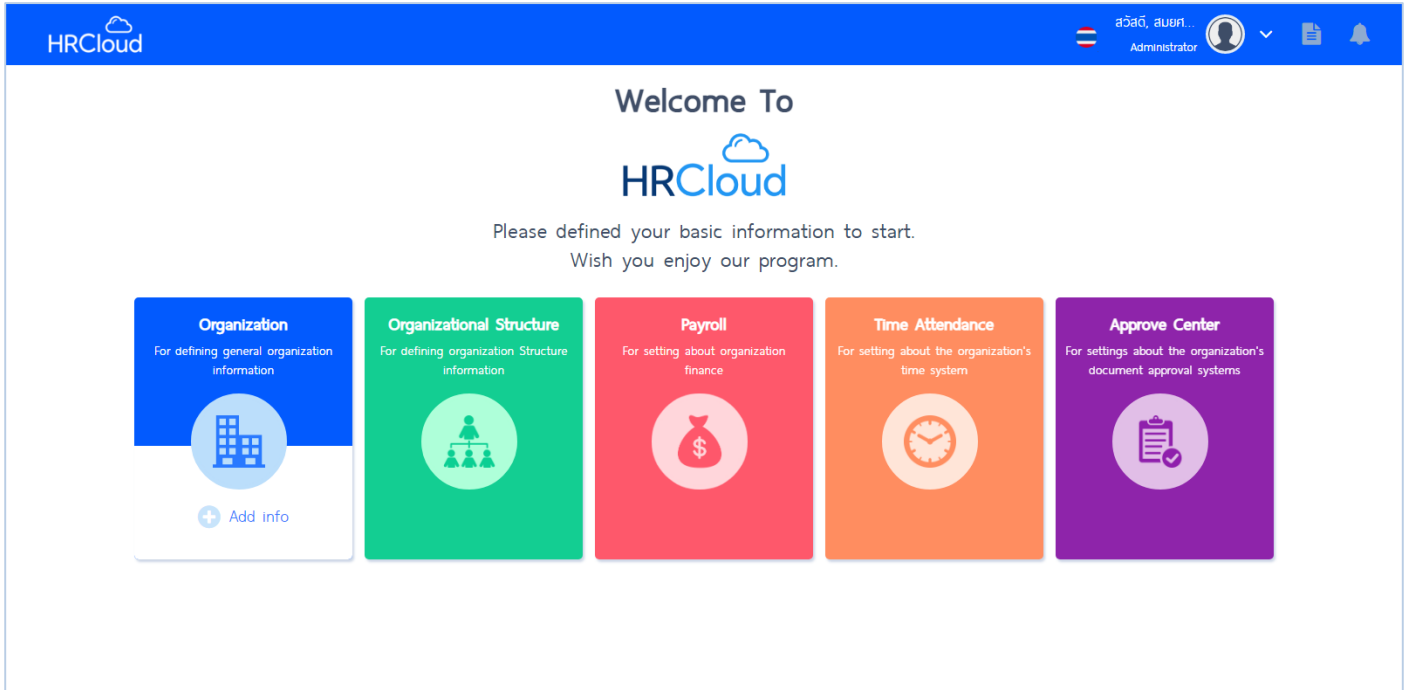 HRCloud
สวัสดี, สมยศ...
Administrator
Welcome To
HRCloud
Please defined your basic information to start.
Wish you enjoy our program.
Organization
For defining general organization
information
Add info
Organizational Structure
For defining organization Structure
information
Payroll
For setting about organization
finance
Time Attendance
For setting about the organization's
time system
Approve Center
For settings about the organization's
document approval systems